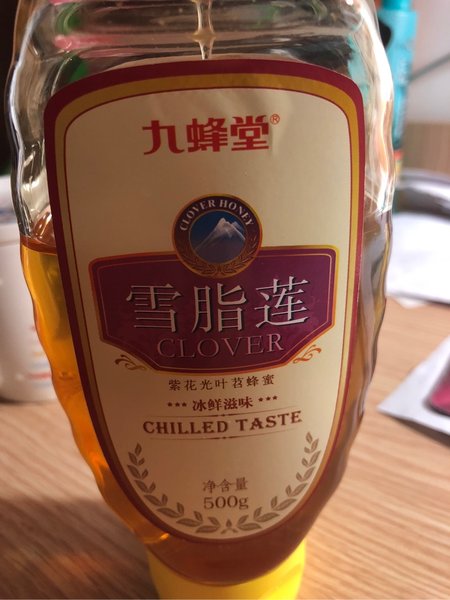 九蜂堂®
CLOVER HONEY
雪脂莲
CLOVER
紫花光叶苕蜂蜜
*** 冰鲜滋味 ***
CHILLED TASTE
净含量
500g